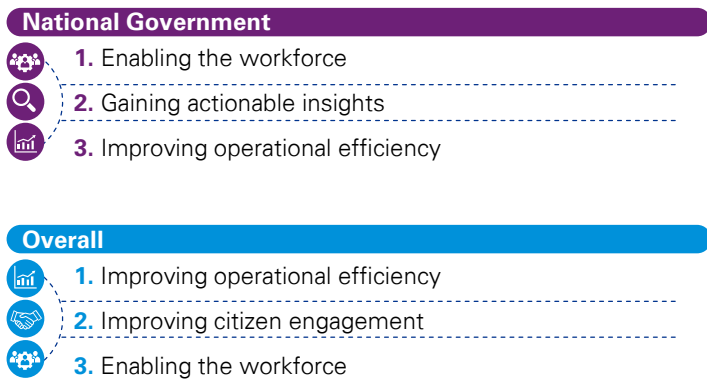 National Government
1. Enabling the workforce
2. Gaining actionable insights
3. Improving operational efficiency
Overall
1. Improving operational efficiency
2. Improving citizen engagement
3. Enabling the workforce